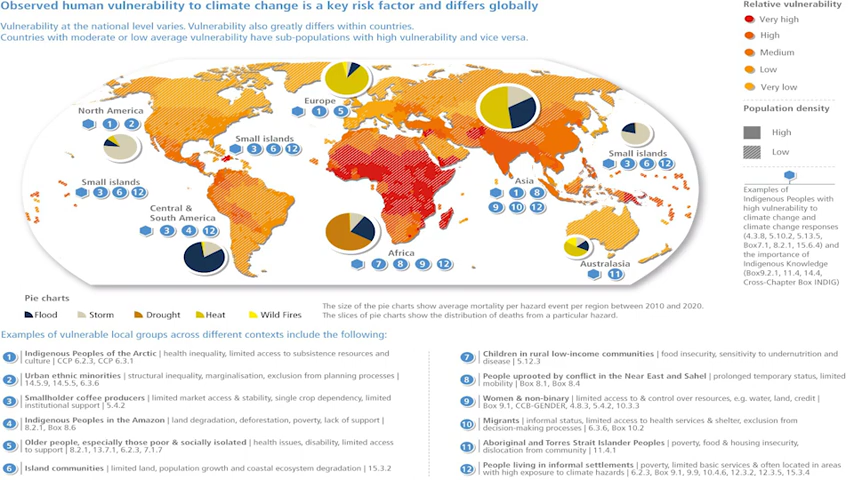 Observed human vulnerability to climate change is a key risk factor and differs globally
Vulnerability at the national level varies. Vulnerability also greatly differs within countries.
Countries with moderate or low average vulnerability have sub-populations with high vulnerability and vice versa.
Relative vulnerability
Very high
High
Medium
Low
Very low
Population density
High
Low
Examples of
Indigenous Peoples with
high vulnerability to
climate change and
climate change responses
(4.3.8, 5.10.2, 5.13.5,
Box7.1, 8.2.1, 15.6.4) and
the importance of
Indigenous Knowledge
(Box9.2.1, 11.4, 14.4,
Cross-Chapter Box INDIG)
North America
1 2
Europe
1 5
Small islands
3 6 12
Small islands
3 6 12
Small islands
3 6 12
Asia
1 8
9 10 12
Central &
South America
3 4 12
Africa
7 8 9 12
Australasia
11
Pie charts
Flood Storm Drought Heat Wild Fires
The size of the pie charts show average mortality per hazard event per region between 2010 and 2020.
The slices of pie charts show the distribution of deaths from a particular hazard.
Examples of vulnerable local groups across different contexts include the following:
1 Indigenous Peoples of the Arctic | health inequality, limited access to subsistence resources and
culture | CCP 6.2.3, CCP 6.3.1
2 Urban ethnic minorities | structural inequality, marginalisation, exclusion from planning processes |
14.5.9, 14.5.5, 6.3.6
3 Smallholder coffee producers | limited market access & stability, single crop dependency, limited
institutional support | 5.4.2
4 Indigenous Peoples in the Amazon | land degradation, deforestation, poverty, lack of support |
8.2.1, Box 8.6
5 Older people, especially those poor & socially isolated | health issues, disability, limited access
to support | 8.2.1, 13.7.1, 6.2.3, 7.1.7
6 Island communities | limited land, population growth and coastal ecosystem degradation | 15.3.2
7 Children in rural low-income communities | food insecurity, sensitivity to undernutrition and
disease | 5.12.3
8 People uprooted by conflict in the Near East and Sahel | prolonged temporary status, limited
mobility | Box 8.1, Box 8.4
9 Women & non-binary | limited access to & control over resources, e.g. water, land, credit |
Box 9.1, CCB-GENDER, 4.8.3, 5.4.2, 10.3.3
10 Migrants | informal status, limited access to health services & shelter, exclusion from
decision-making processes | 6.3.6, Box 10.2
11 Aboriginal and Torres Strait Islander Peoples | poverty, food & housing insecurity,
dislocation from community | 11.4.1
12 People living in informal settlements | poverty, limited basic services & often located in areas
with high exposure to climate hazards | 6.2.3, Box 9.1, 9.9, 10.4.6, 12.3.2, 12.3.5, 15.3.4